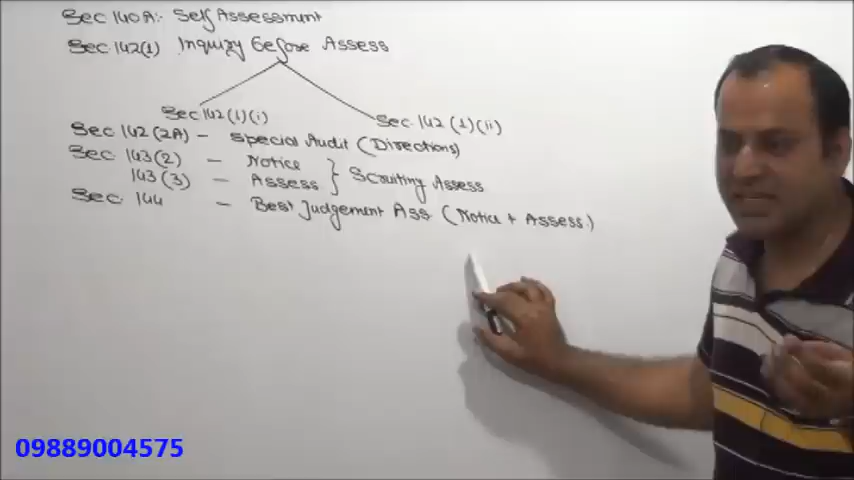 Sec 140A:- Self Assessment
Sec 142(1) Inquiry before Assess
Sec 142(1)(i) Sec. 142(1)(ii)
Sec 142(2A) - Special Audit (Directions)
Sec 143(2) - Notice
143(3) - Assess } Scruiting Assess
Sec. 144 - Best Judgement Ass (Notice + Assess.)
09889004575